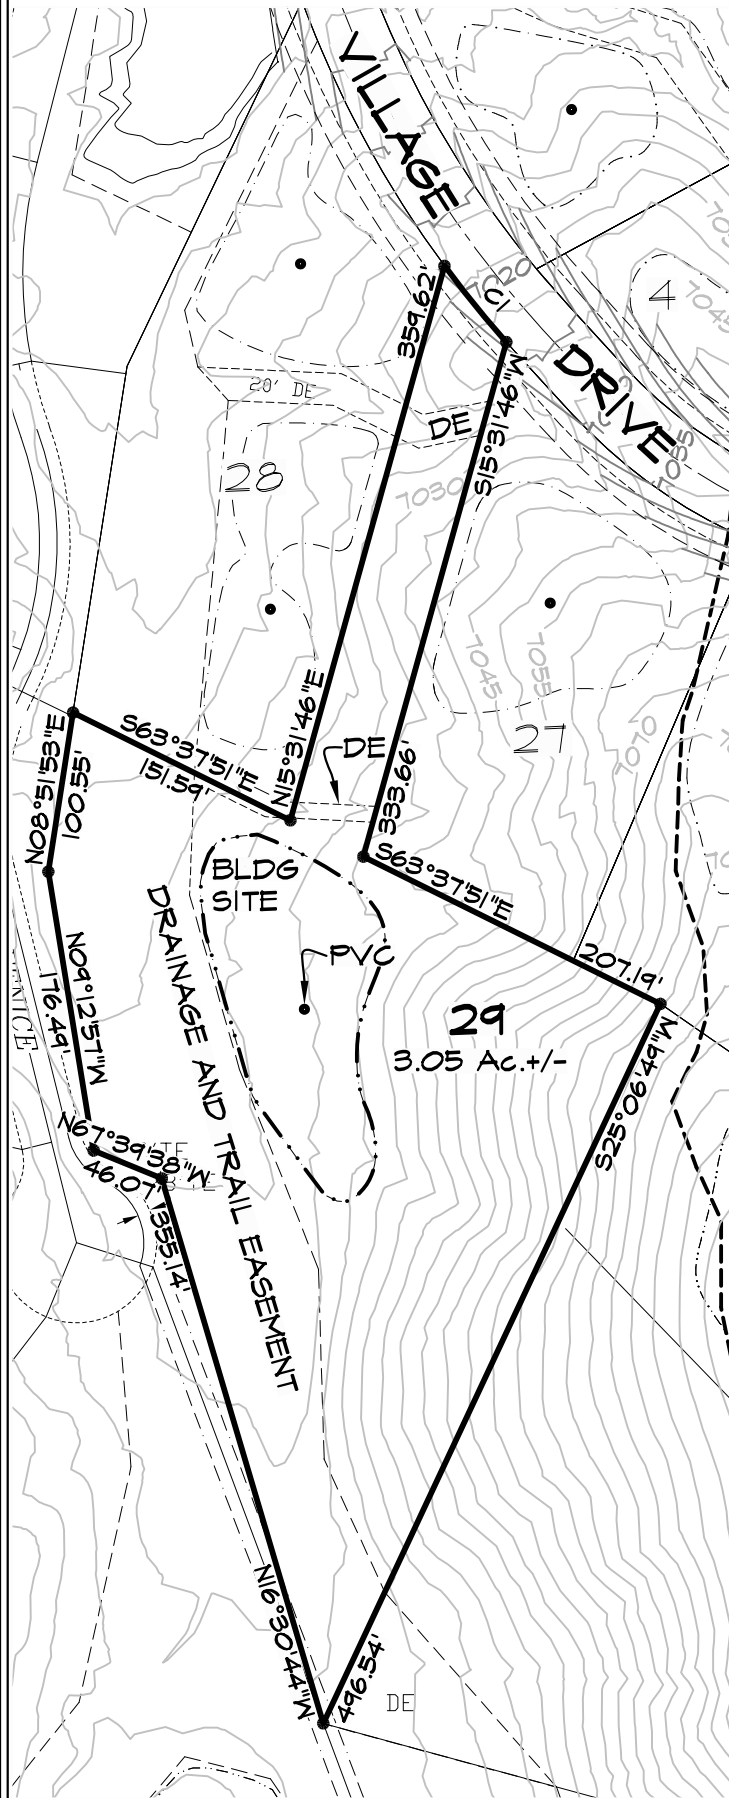 VILLAGE
DRIVE
7020
C1
4
7045
359.62'
S15°31'46"W
20' DE
DE
28
7030
7055
7045
7055
7070
27
N15°31'46"E
DE
333.66'
S63°37'51"E
151.59'
N08°51'53"E
100.55'
S63°37'51"E
207.19'
BLDG
SITE
PVC
29
3.05 Ac.+/-
DRAINAGE AND TRAIL EASEMENT
N09°12'57"W
176.49'
S25°06'49"W
N67°39'38"W
46.07'
355.14'
N16°30'44"W
496.54'
DE